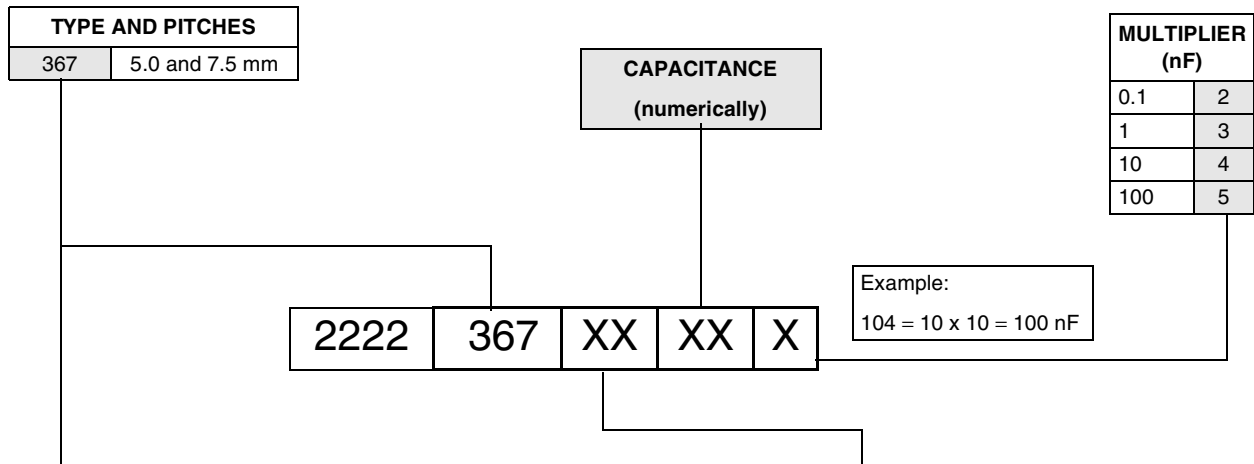 TYPE AND PITCHES
367 5.0 and 7.5 mm
CAPACITANCE
(numerically)
MULTIPLIER
(nF)
0.1 2
1 3
10 4
100 5
Example:
104 = 10 x 10 = 100 nF
2222 367 XX XX X